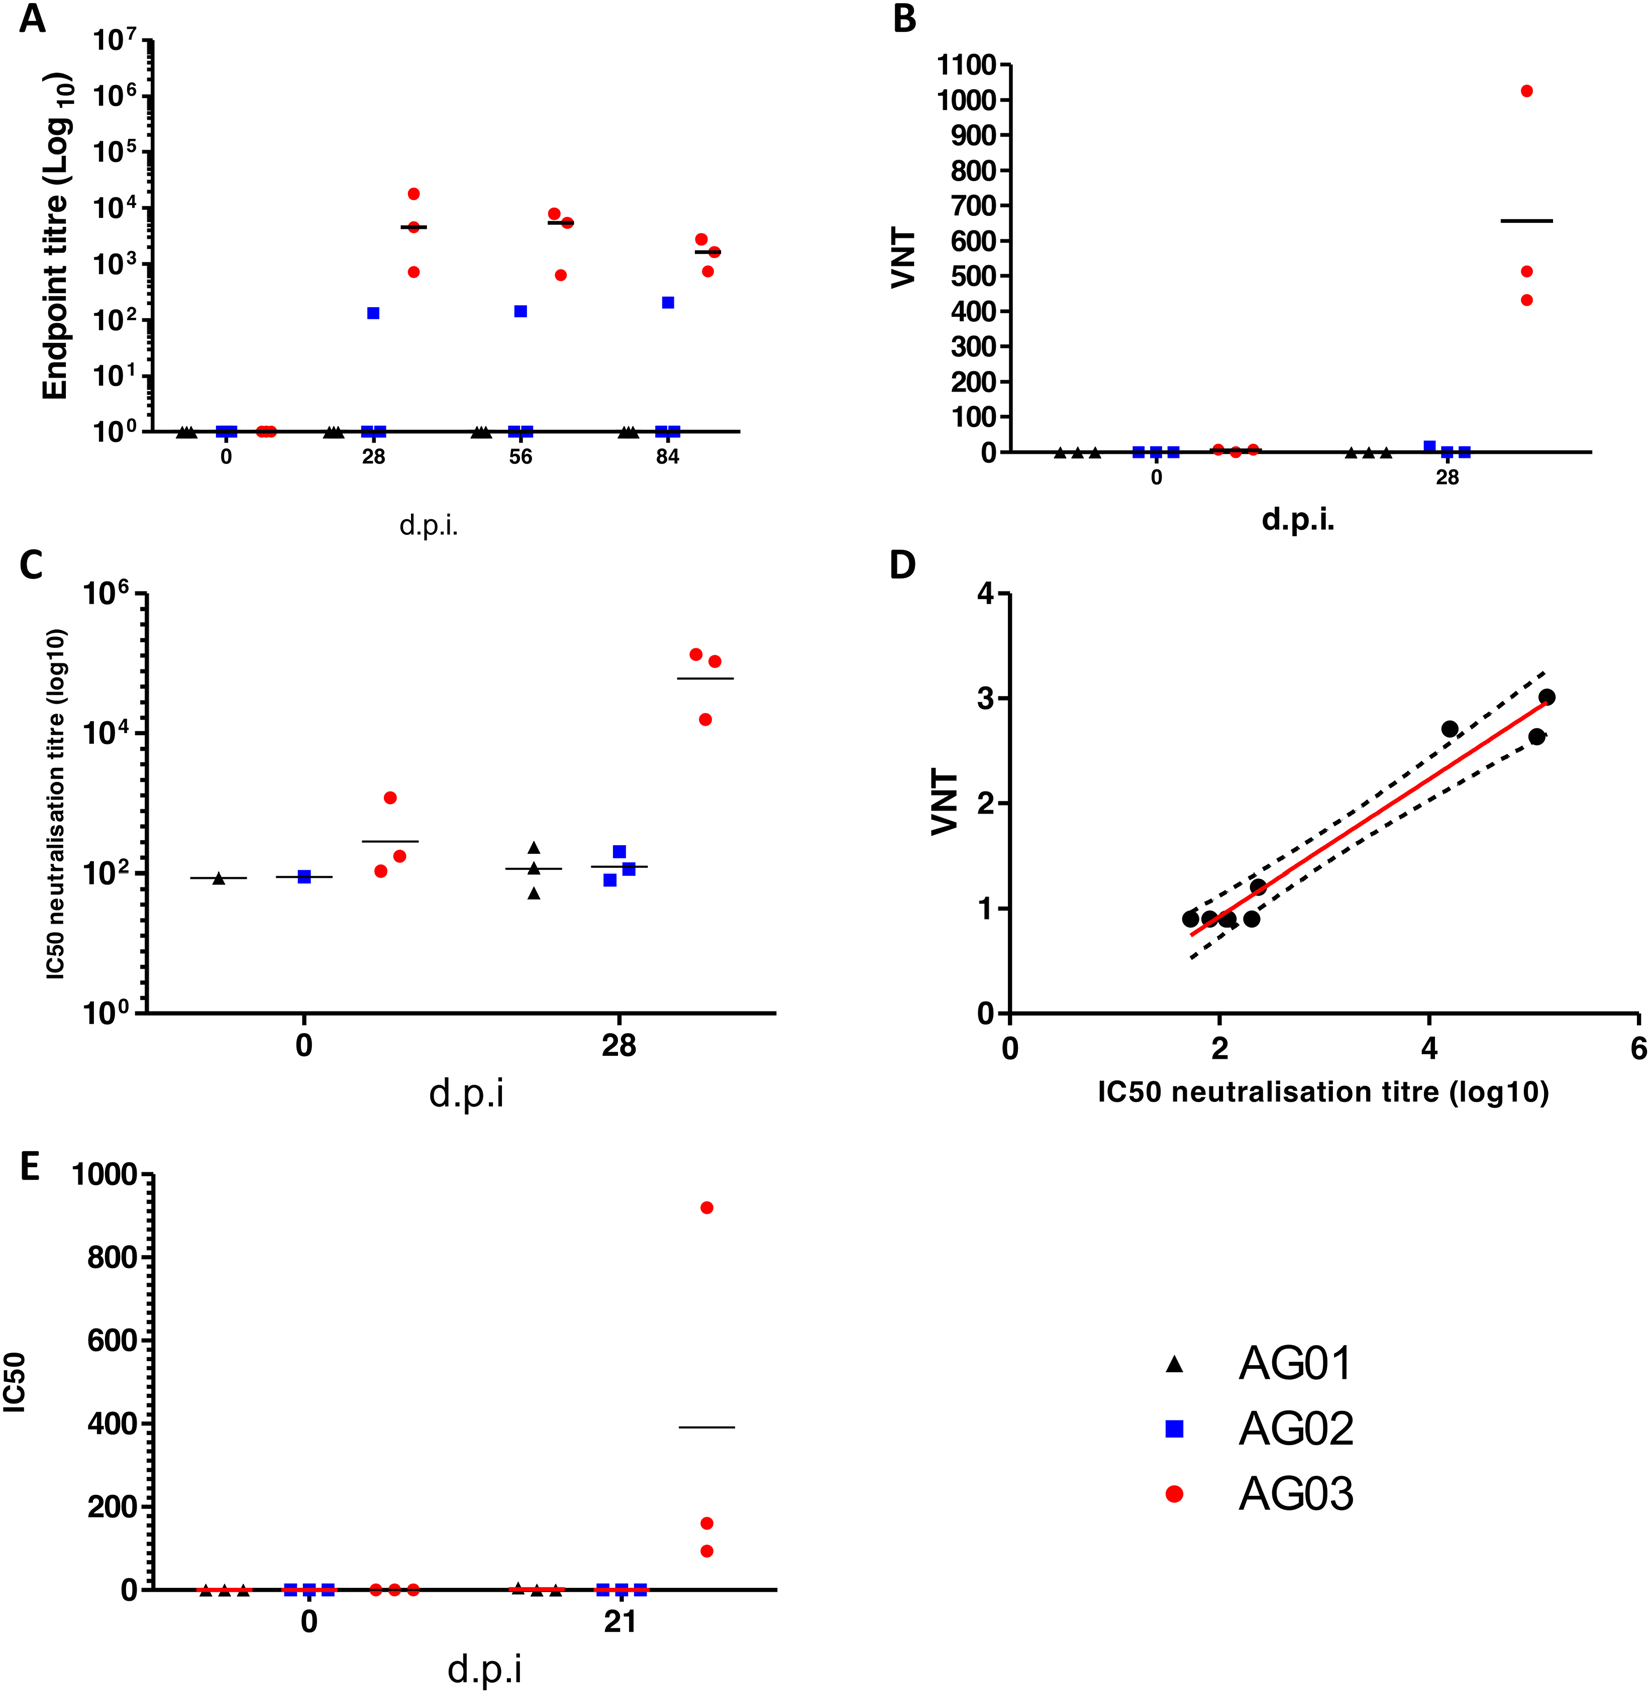 A
10⁷
10⁶
10⁵
10⁴
10³
10²
10¹
10⁰
Endpoint titre (Log 10)
0 28 56 84
d.p.i.
B
1100
1000
900
800
700
600
500
400
300
200
100
0
VNT
0 28
d.p.i.
C
10⁶
10⁴
10²
10⁰
IC50 neutralisation titre (log10)
0 28
d.p.i
D
4
3
2
1
0
VNT
0 2 4 6
IC50 neutralisation titre (log10)
E
1000
800
600
400
200
0
IC50
0 21
d.p.i
AG01
AG02
AG03